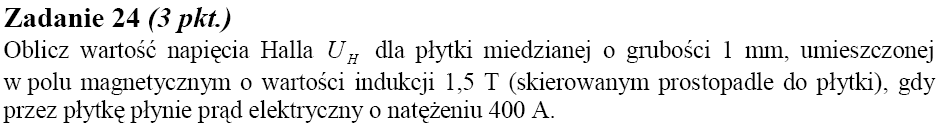 Zadanie 24 (3 pkt.)
Oblicz wartość napięcia Halla U_H dla płytki miedzianej o grubości 1 mm, umieszczonej
w polu magnetycznym o wartości indukcji 1,5 T (skierowanym prostopadle do płytki), gdy
przez płytkę płynie prąd elektryczny o natężeniu 400 A.